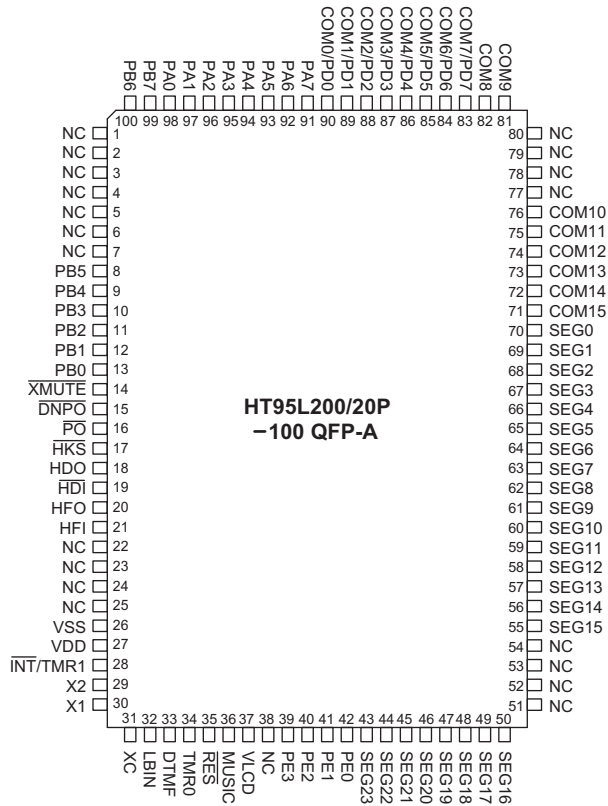 PB6 PB7 PA0 PA1 PA2 PA3 PA4 PA5 PA6 PA7 COM0/PD0 COM1/PD1 COM2/PD2 COM3/PD3 COM4/PD4 COM5/PD5 COM6/PD6 COM7/PD7 COM8 COM9
100 99 98 97 96 95 94 93 92 91 90 89 88 87 86 85 84 83 82 81
NC 1
NC 2
NC 3
NC 4
NC 5
NC 6
NC 7
PB5 8
PB4 9
PB3 10
PB2 11
PB1 12
PB0 13
XMUTE 14
DNPO 15
PO 16
HKS 17
HDO 18
HDI 19
HFO 20
HFI 21
NC 22
NC 23
NC 24
NC 25
VSS 26
VDD 27
INT/TMR1 28
X2 29
X1 30
HT95L200/20P
−100 QFP-A
80 NC
79 NC
78 NC
77 NC
76 COM10
75 COM11
74 COM12
73 COM13
72 COM14
71 COM15
70 SEG0
69 SEG1
68 SEG2
67 SEG3
66 SEG4
65 SEG5
64 SEG6
63 SEG7
62 SEG8
61 SEG9
60 SEG10
59 SEG11
58 SEG12
57 SEG13
56 SEG14
55 SEG15
54 NC
53 NC
52 NC
51 NC
31 32 33 34 35 36 37 38 39 40 41 42 43 44 45 46 47 48 49 50
XC LBIN DTMF TMR0 RES MUSIC VLCD NC PE3 PE2 PE1 PE0 SEG23 SEG22 SEG21 SEG20 SEG19 SEG18 SEG17 SEG16